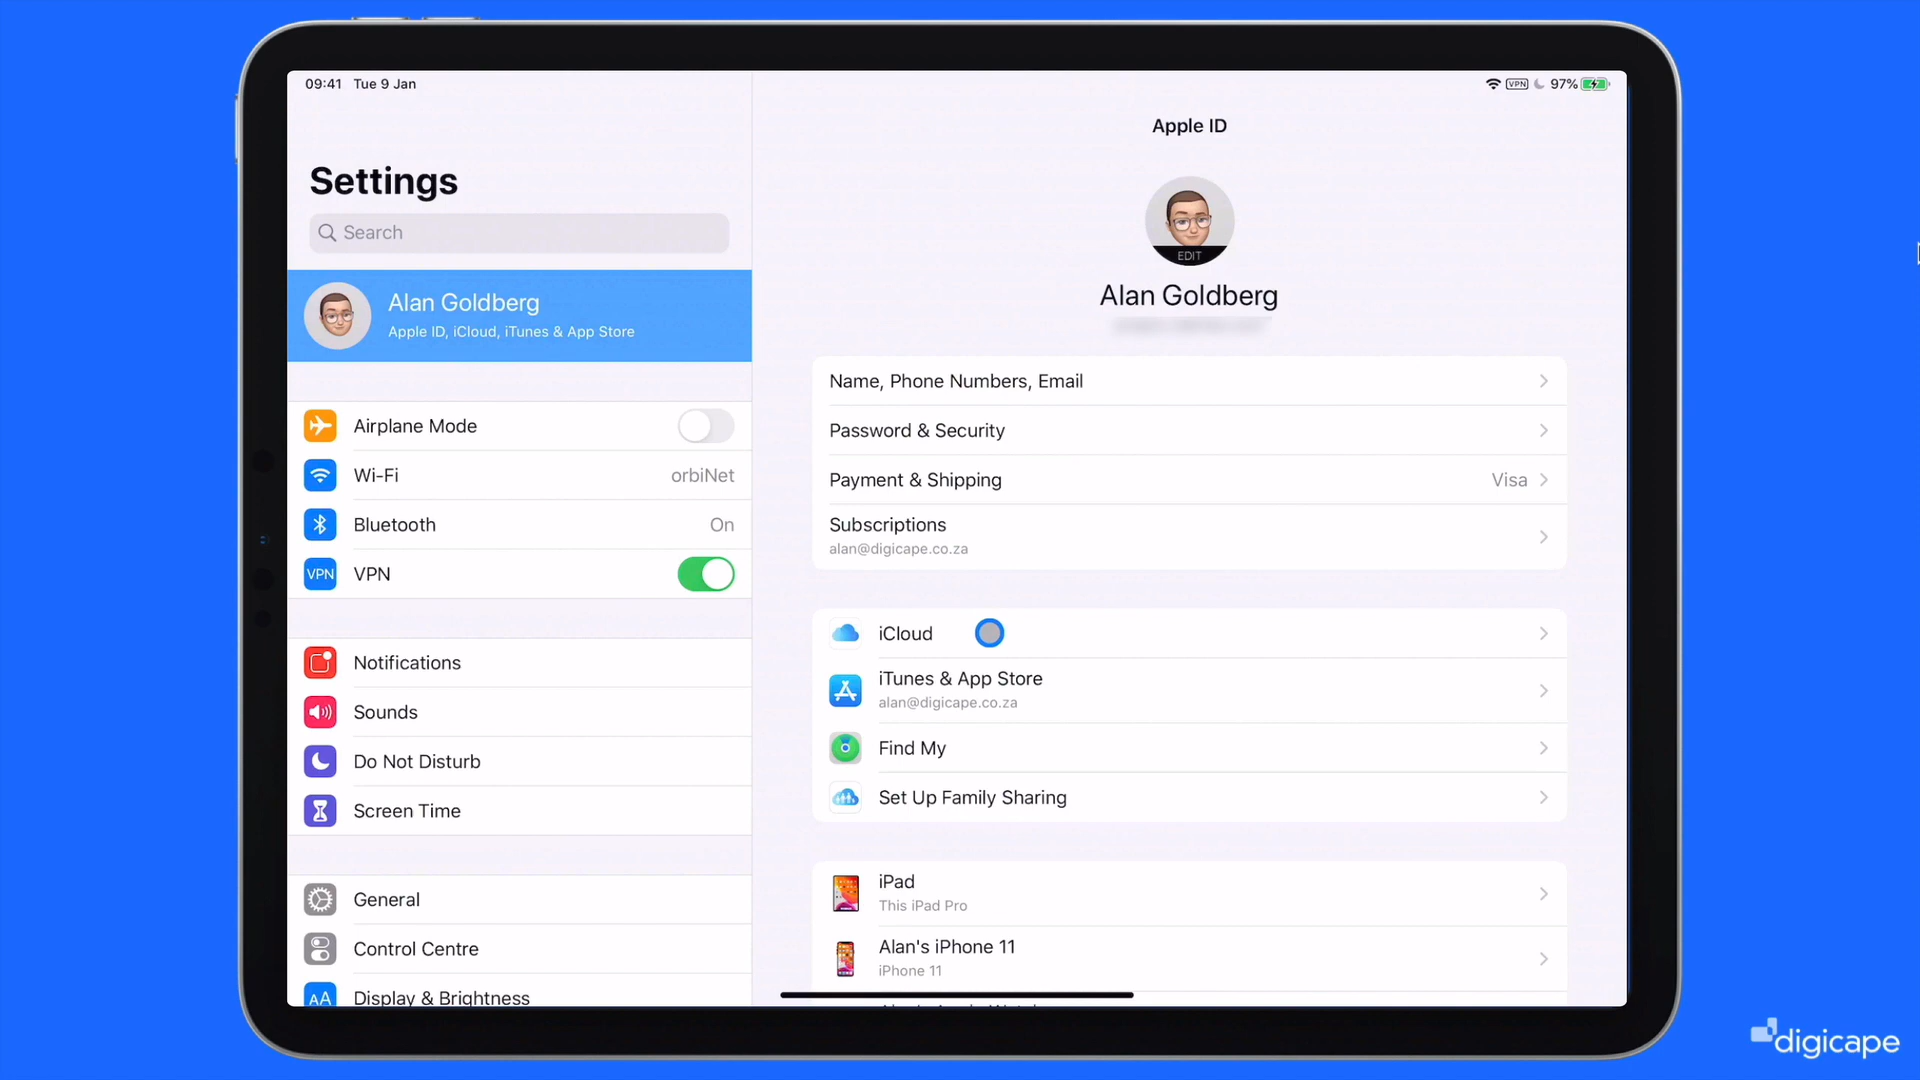 09:41 Tue 9 Jan
VPN 97%
Settings
Search
Alan Goldberg
Apple ID, iCloud, iTunes & App Store
Airplane Mode
Wi-Fi orbiNet
Bluetooth On
VPN VPN
Notifications
Sounds
Do Not Disturb
Screen Time
General
Control Centre
AA Display & Brightness
Apple ID
EDIT
Alan Goldberg
Name, Phone Numbers, Email
Password & Security
Payment & Shipping Visa
Subscriptions
alan@digicape.co.za
iCloud
iTunes & App Store
alan@digicape.co.za
Find My
Set Up Family Sharing
iPad
This iPad Pro
Alan's iPhone 11
iPhone 11
digicape